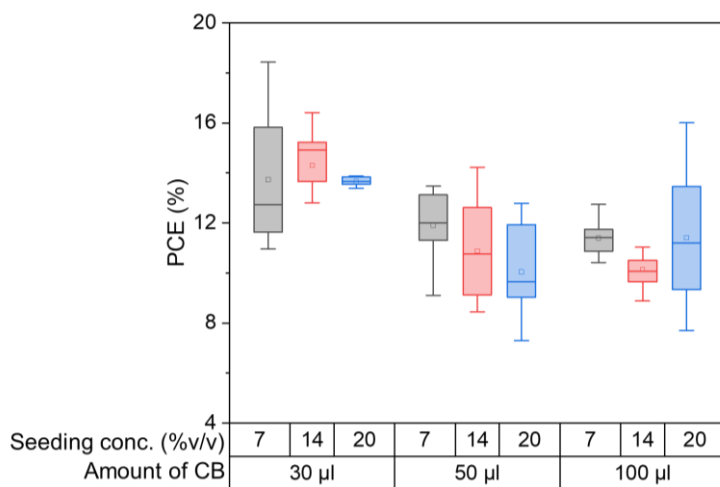 20
16
12
8
4
PCE (%)
Seeding conc. (%v/v) 7 14 20 7 14 20 7 14 20
Amount of CB 30 µl 50 µl 100 µl